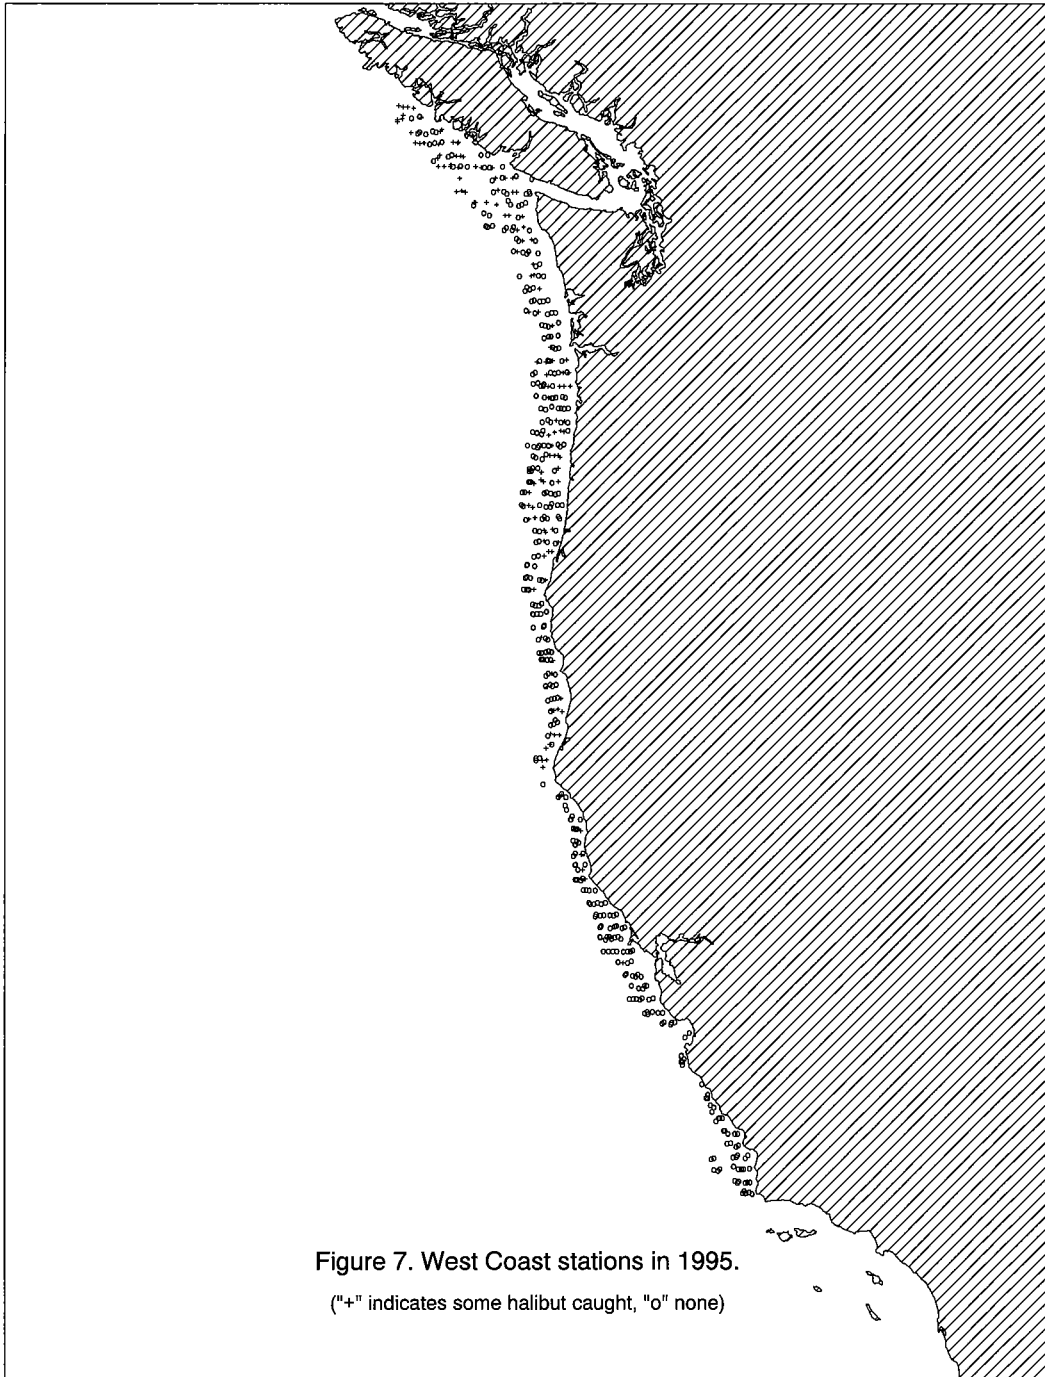 Figure 7. West Coast stations in 1995.
("+" indicates some halibut caught, "o" none)